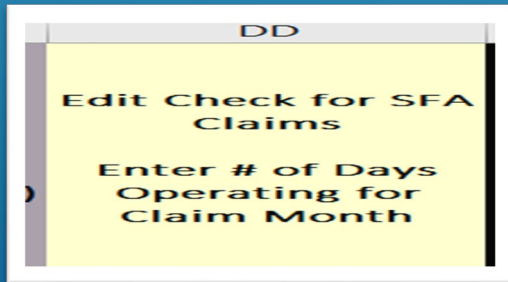 DD
Edit Check for SFA
Claims
Enter # of Days
) Operating for
Claim Month